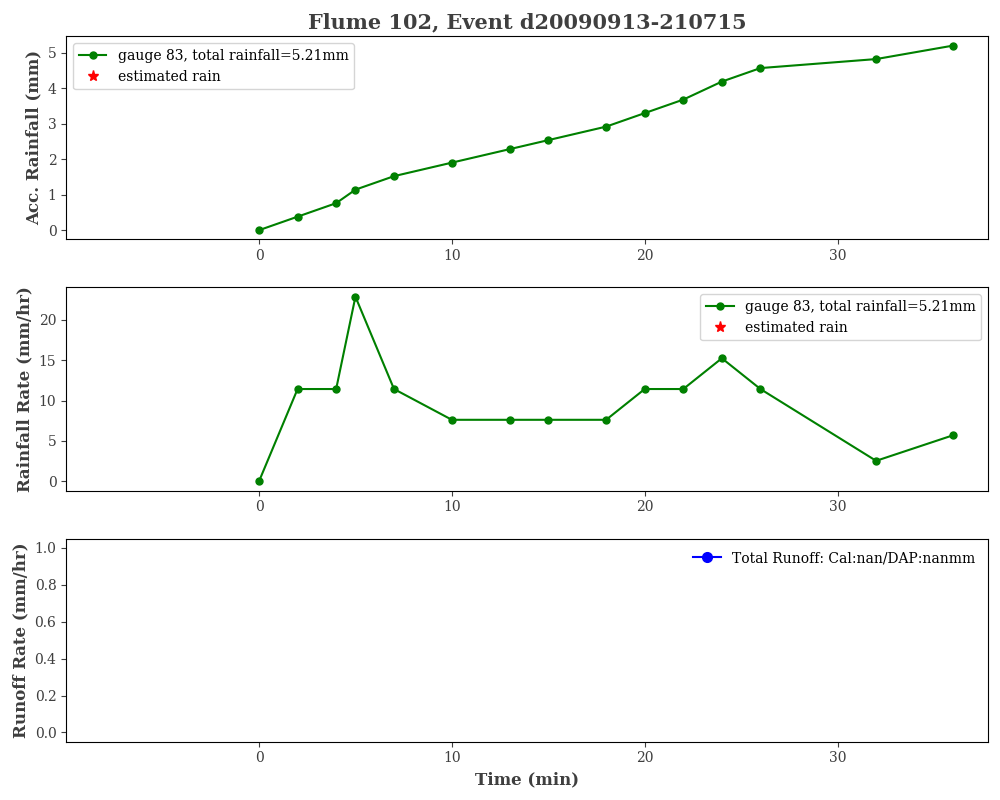 Flume 102, Event d20090913-210715
Acc. Rainfall (mm)
5
4
3
2
1
0
gauge 83, total rainfall=5.21mm
estimated rain
0 10 20 30
Rainfall Rate (mm/hr)
20
15
10
5
0
gauge 83, total rainfall=5.21mm
estimated rain
0 10 20 30
Runoff Rate (mm/hr)
1.0
0.8
0.6
0.4
0.2
0.0
Total Runoff: Cal:nan/DAP:nanmm
0 10 20 30
Time (min)